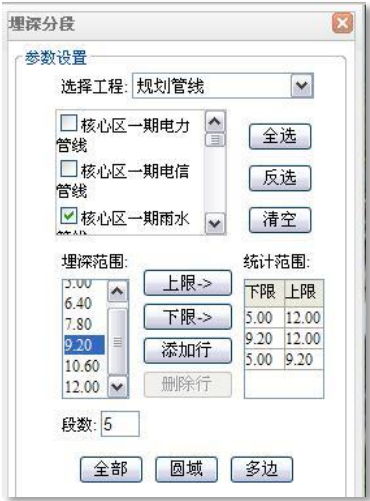 埋深分段
参数设置
选择工程: 规划管线
核心区一期电力
管线
全选
核心区一期电信
管线
反选
核心区一期雨水
清空
埋深范围:
统计范围:
6.40
7.80
9.20
10.60
12.00
上限->
下限->
添加行
删除行
下限 上限
5.00 12.00
9.20 12.00
5.00 9.20
段数: 5
全部 圆域 多边